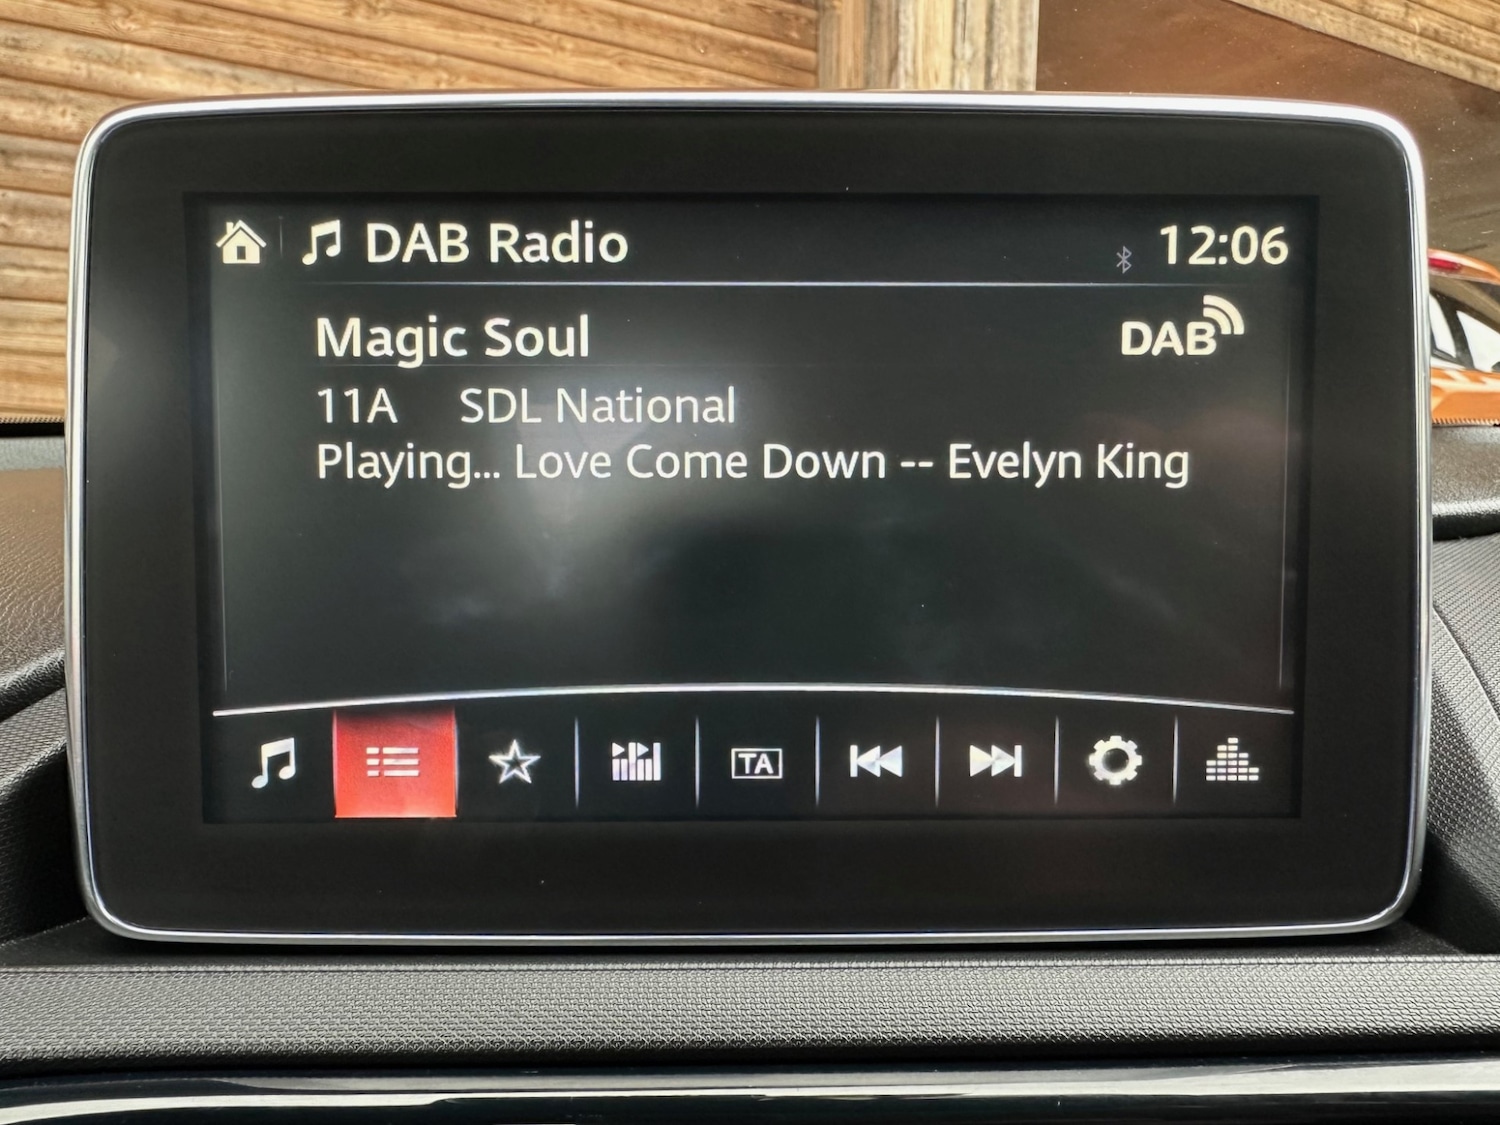 DAB Radio 12:06
Magic Soul DAB
11A SDL National
Playing... Love Come Down -- Evelyn King
TA